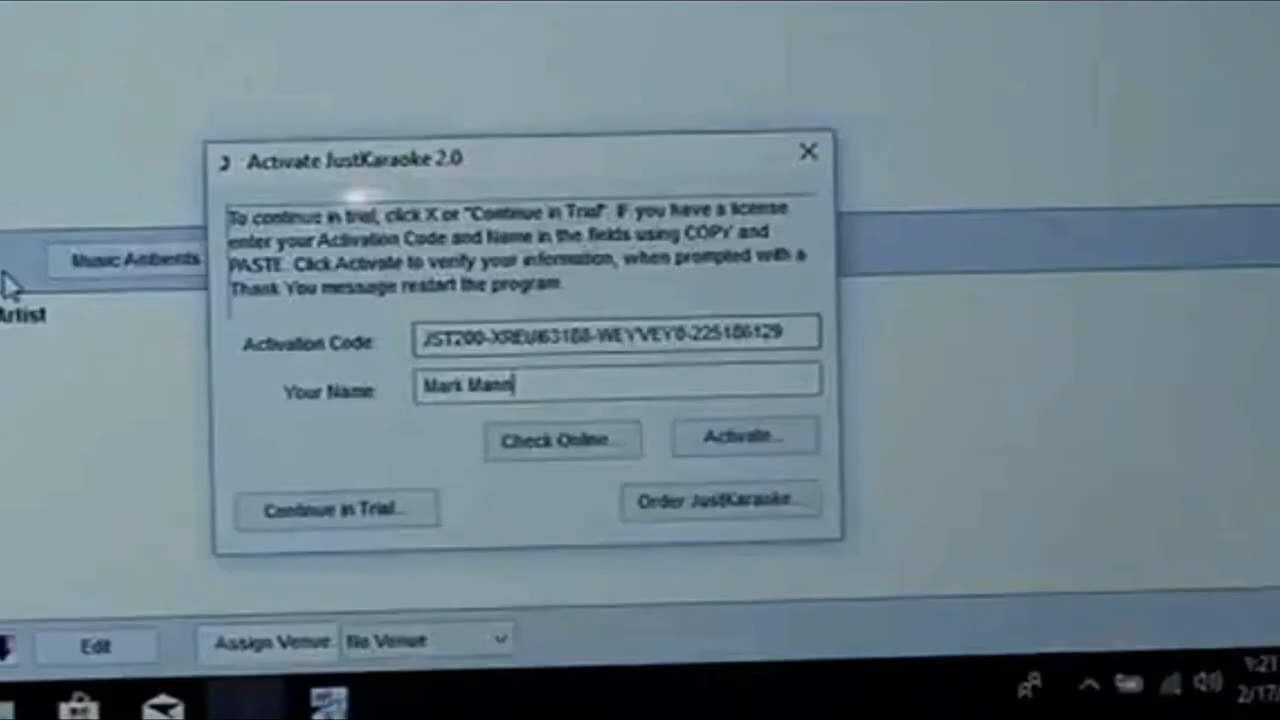 Activate JustKaraoke 2.0
To continue in trial, click X or "Continue in Trial". If you have a license
enter your Activation Code and Name in the fields using COPY and
PASTE. Click Activate to verify your information, when prompted with a
Thank You message restart the program.
Music Ambients
Artist
Activation Code:
Your Name: Mark Mann
Check Online...
Activate...
Continue in Trial...
Order JustKaraoke...
Edit
Assign Venue:
No Venue